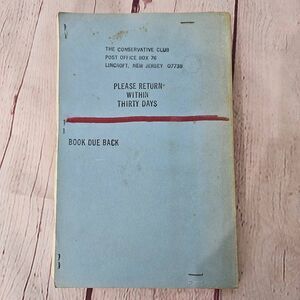 THE CONSERVATIVE CLUB
POST OFFICE BOX 76
LINCROFT, NEW JERSEY 07738
PLEASE RETURN
WITHIN
THIRTY DAYS
BOOK DUE BACK